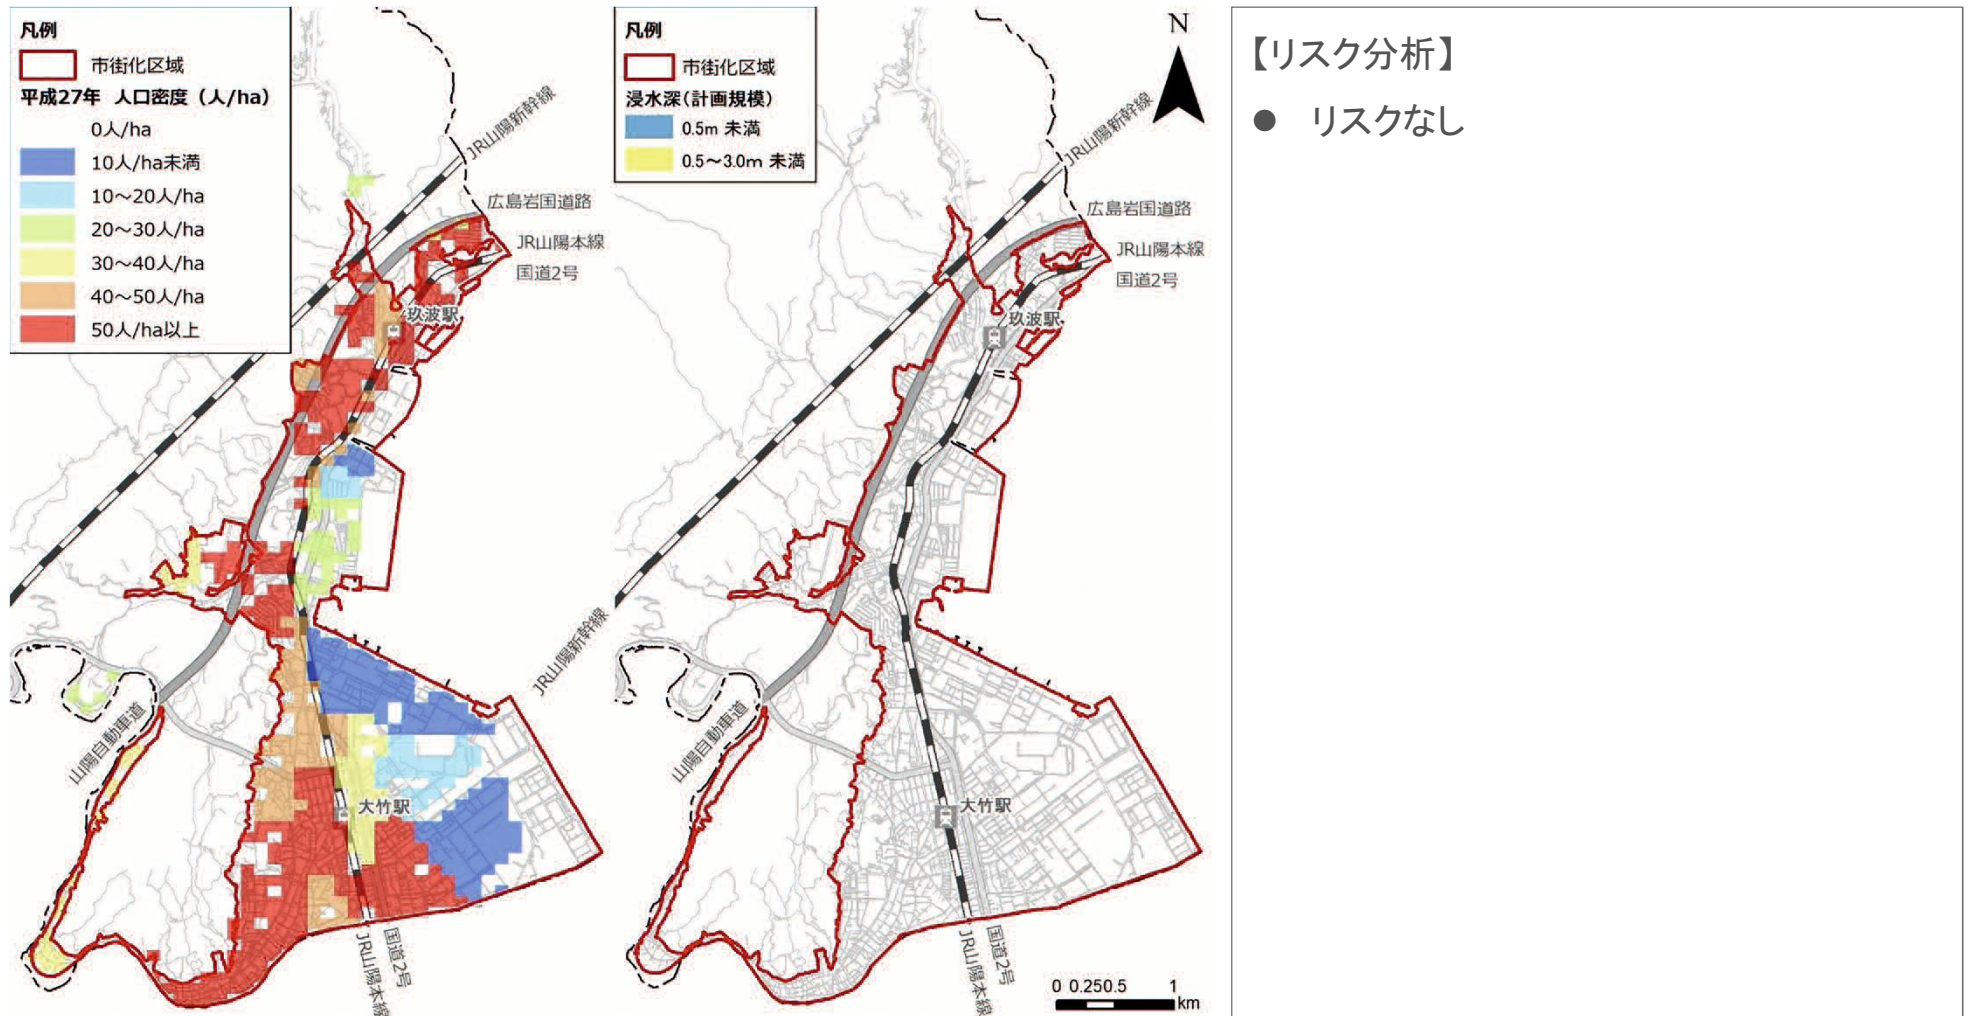 凡例
市街化区域
平成27年 人口密度（人/ha）
0人/ha
10人/ha未満
10～20人/ha
20～30人/ha
30～40人/ha
40～50人/ha
50人/ha以上
JR山陽新幹線
広島岩国道路
JR山陽本線
国道2号
玖波駅
JR山陽新幹線
山陽自動車道
大竹駅
国道2号
JR山陽本線
凡例
市街化区域
浸水深（計画規模）
0.5m 未満
0.5～3.0m 未満
N
JR山陽新幹線
広島岩国道路
JR山陽本線
国道2号
玖波駅
山陽自動車道
大竹駅
国道2号
JR山陽本線
0 0.250.5 1
km
【リスク分析】
● リスクなし